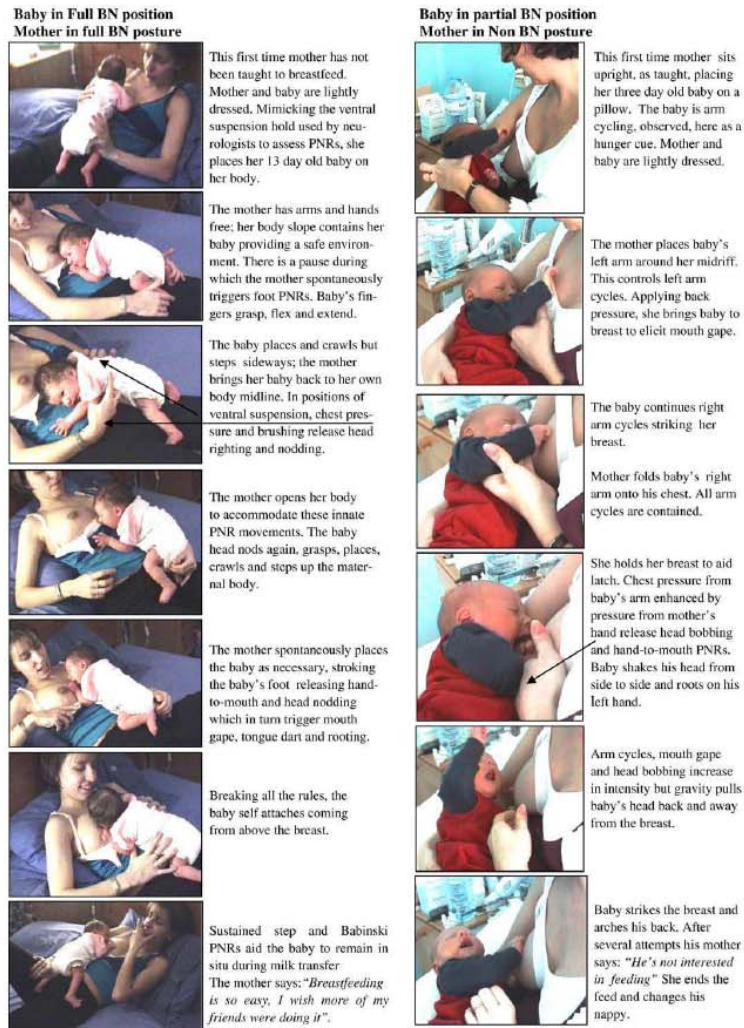 Baby in Full BN position
Mother in full BN posture
This first time mother has not
been taught to breastfeed.
Mother and baby are lightly
dressed. Mimicking the ventral
suspension hold used by neu-
rologists to assess PNRs, she
places her 13 day old baby on
her body.
The mother has arms and hands
free; her body slope contains her
baby providing a safe environ-
ment. There is a pause during
which the mother spontaneously
triggers foot PNRs. Baby's fin-
gers grasp, flex and extend.
The baby places and crawls but
steps sideways; the mother
brings her baby back to her own
body midline. In positions of
ventral suspension, chest pres-
sure and brushing release head
righting and nodding.
The mother opens her body
to accommodate these innate
PNR movements. The baby
head nods again, grasps, places,
crawls and steps up the mater-
nal body.
The mother spontaneously places
the baby as necessary, stroking
the baby's foot releasing hand-
to-mouth and head nodding
which in turn trigger mouth
gape, tongue dart and rooting.
Breaking all the rules, the
baby self attaches coming
from above the breast.
Sustained step and Babinski
PNRs aid the baby to remain in
situ during milk transfer
The mother says: "Breastfeeding
is so easy, I wish more of my
friends were doing it".
Baby in partial BN position
Mother in Non BN posture
This first time mother sits
upright, as taught, placing
her three day old baby on a
pillow. The baby is arm
cycling, observed, here as a
hunger cue. Mother and
baby are lightly dressed.
The mother places baby's
left arm around her midriff.
This controls left arm
cycles. Applying back
pressure, she brings baby to
breast to elicit mouth gape.
The baby continues right
arm cycles striking her
breast.
Mother folds baby's right
arm onto his chest. All arm
cycles are contained.
She holds her breast to aid
latch. Chest pressure from
baby's arm enhanced by
pressure from mother's
hand release head bobbing
and hand-to-mouth PNRs.
Baby shakes his head from
side to side and roots on his
left hand.
Arm cycles, mouth gape
and head bobbing increase
in intensity but gravity pulls
baby's head back and away
from the breast.
Baby strikes the breast and
arches his back. After
several attempts his mother
says: "He's not interested
in feeding" She ends the
feed and changes his
nappy.